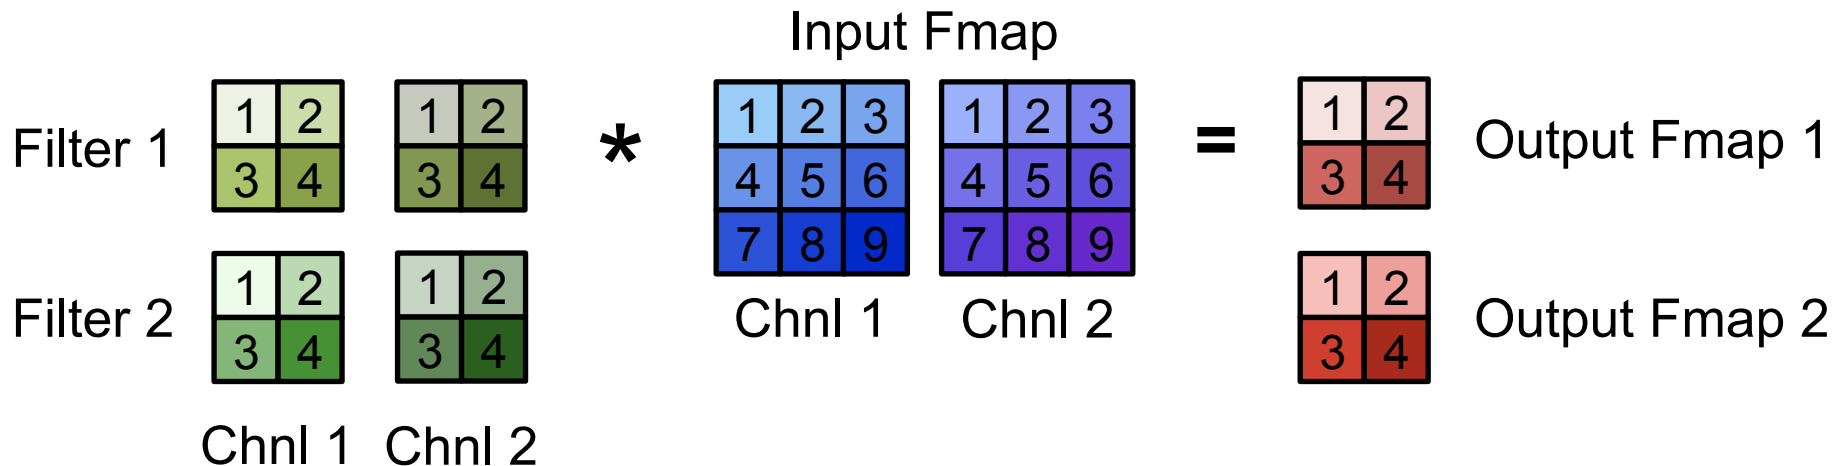 Input Fmap
Filter 1
1 2
3 4
1 2
3 4
*
1 2 3
4 5 6
7 8 9
1 2 3
4 5 6
7 8 9
=
1 2
3 4
Output Fmap 1
Filter 2
1 2
3 4
1 2
3 4
Chnl 1
Chnl 2
1 2
3 4
Output Fmap 2
Chnl 1
Chnl 2